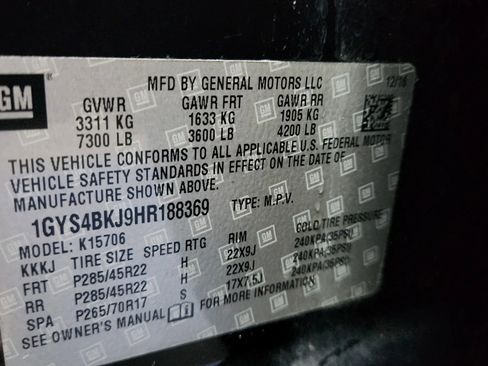 GM
MFD BY GENERAL MOTORS LLC
12/16
GVWR GAWR FRT GAWR RR
3311 KG 1633 KG 1905 KG
7300 LB 3600 LB 4200 LB
THIS VEHICLE CONFORMS TO ALL APPLICABLE U.S. FEDERAL MOTOR
VEHICLE SAFETY STANDARDS IN EFFECT ON THE DATE OF
MANUFACTURE SHOWN ABOVE.
1GYS4BKJ9HR188369 TYPE: M.P.V.
MODEL: K15706
KKKJ TIRE SIZE SPEED RTG RIM COLD TIRE PRESSURE
FRT P285/45R22 H 22X9J 240KPA(35PSI)
RR P285/45R22 H 22X9J 240KPA(35PSI)
SPA P265/70R17 S 17X7.5J 240KPA(35PSI)
SEE OWNER'S MANUAL FOR MORE INFORMATION.